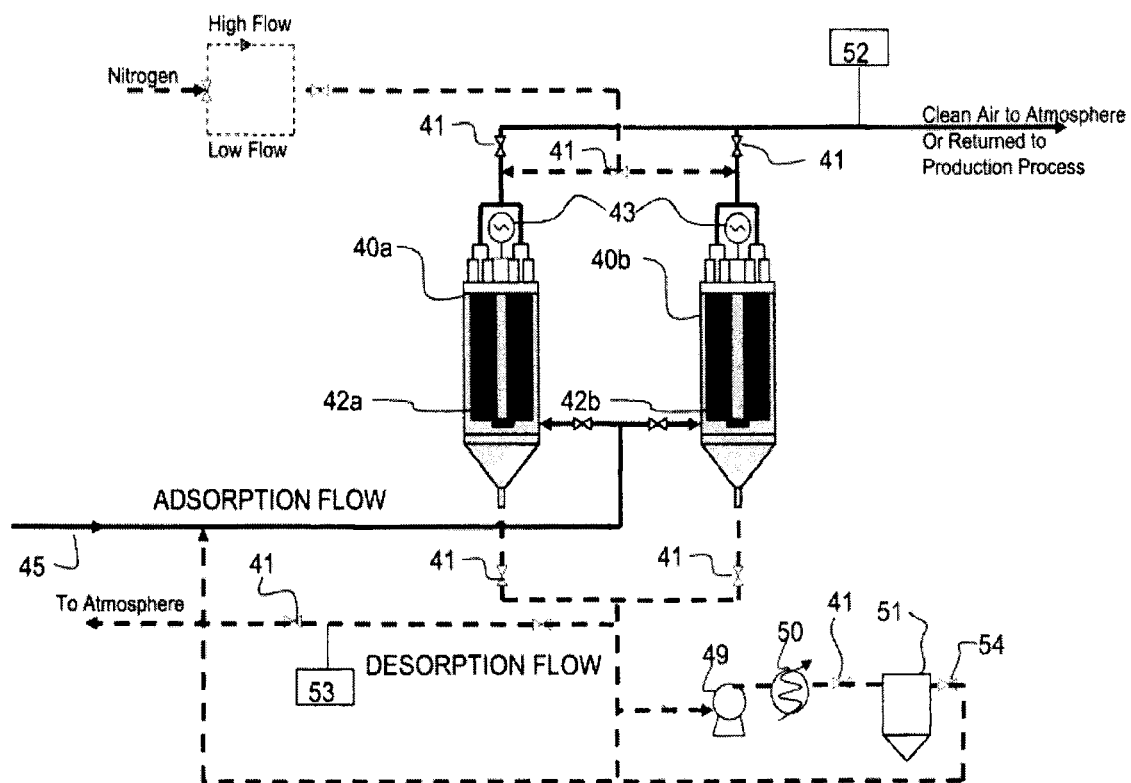 High Flow
Nitrogen
Low Flow
52
Clean Air to Atmosphere
Or Returned to
Production Process
41
41
41
43
40a
40b
42a
42b
ADSORPTION FLOW
45
41
41
41
To Atmosphere
DESORPTION FLOW
53
49
50
41
51
54